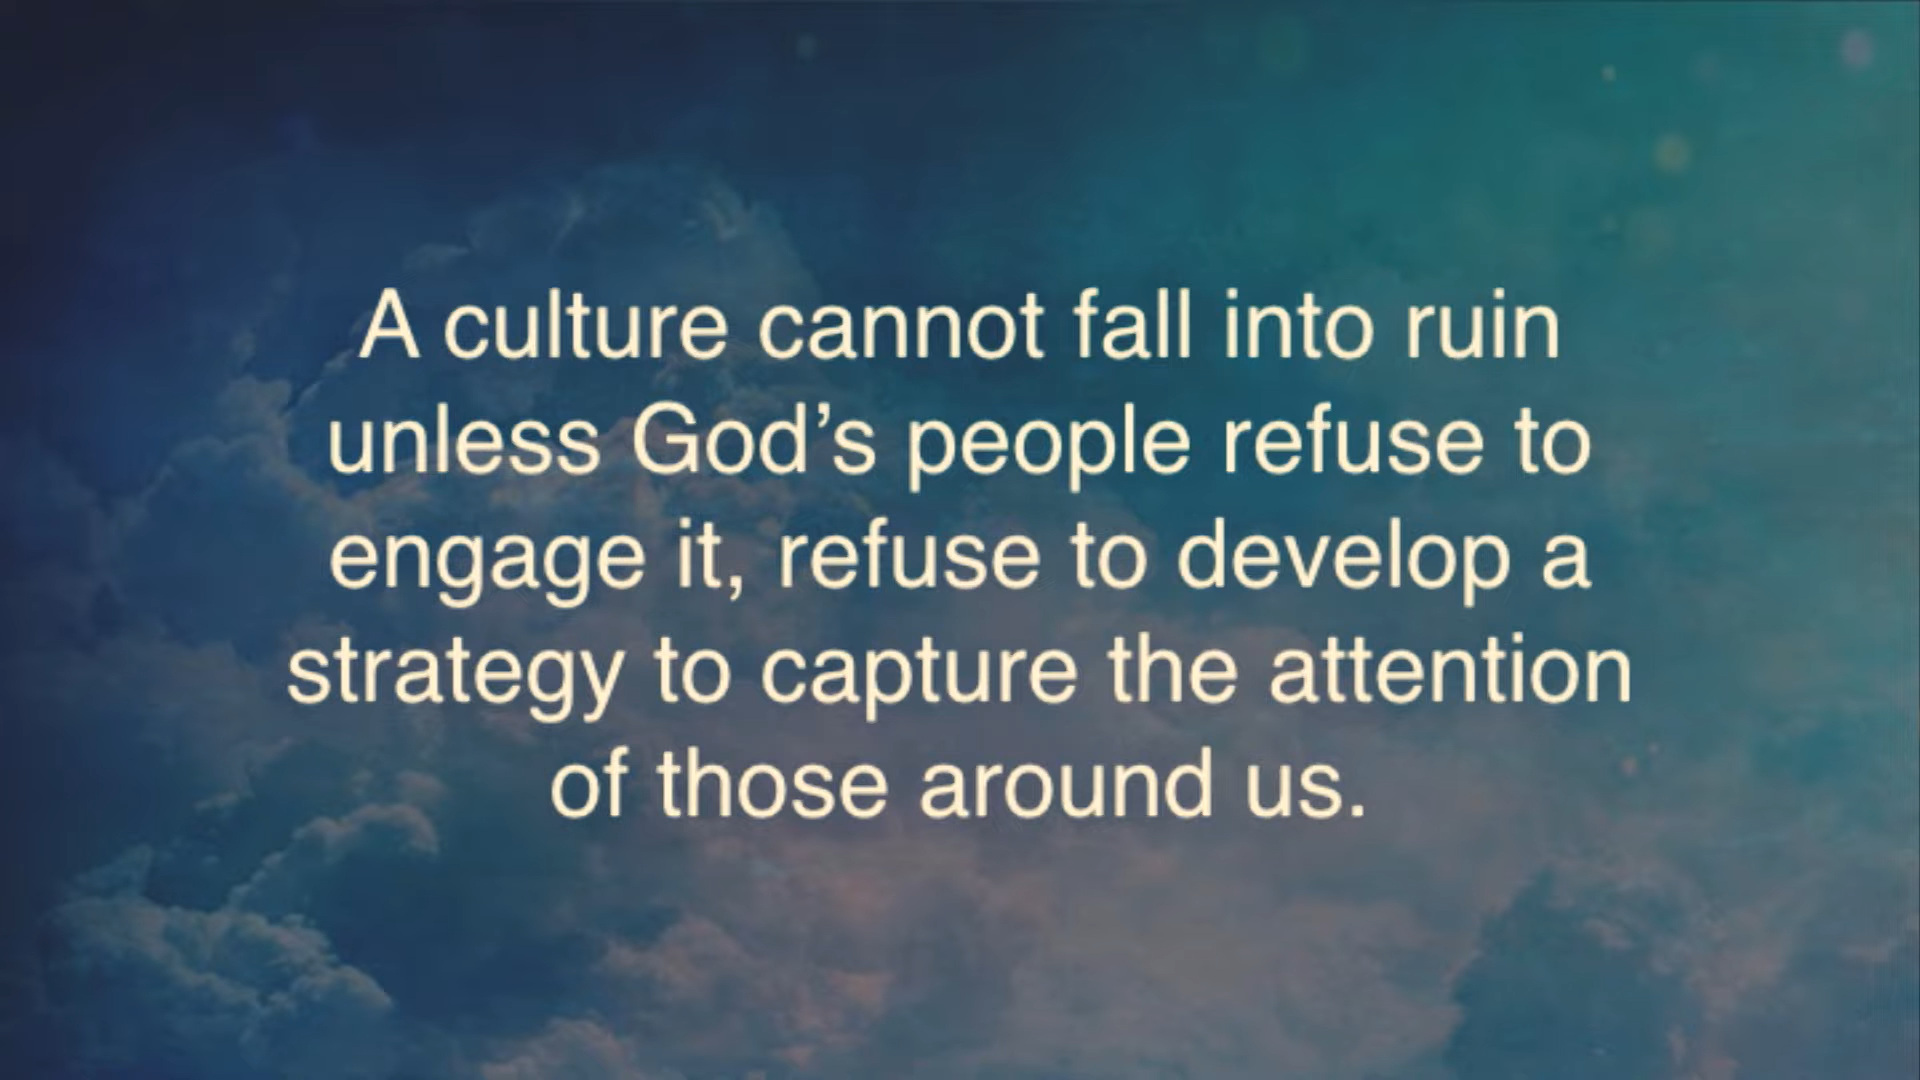 A culture cannot fall into ruin
unless God’s people refuse to
engage it, refuse to develop a
strategy to capture the attention
of those around us.